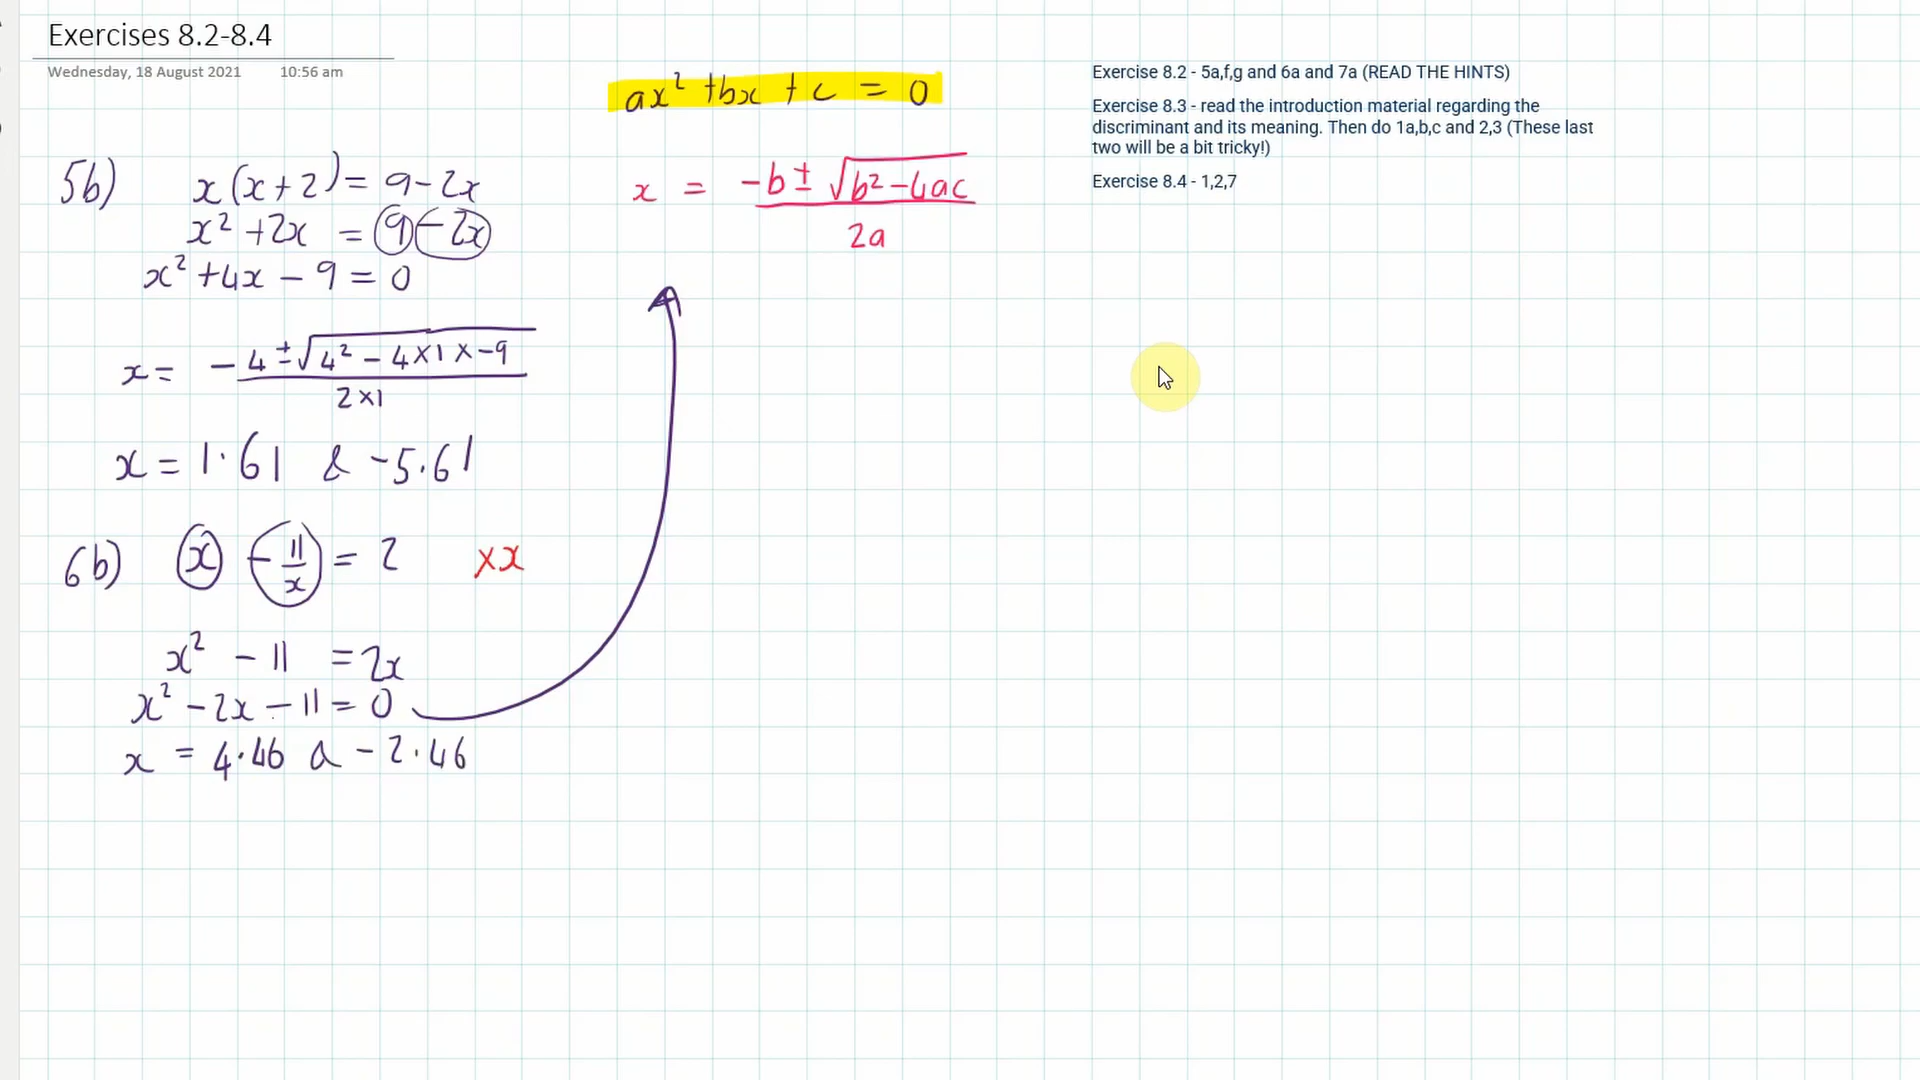 Exercises 8.2-8.4
Wednesday, 18 August 2021 10:56 am
ax² + bx + c = 0
x = -b ± √b² - 4ac
2a
5b) x(x+2) = 9 - 2x
x² + 2x = 9 - 2x
x² + 4x - 9 = 0
x = -4 ± √4² - 4 × 1 × -9
2 × 1
x = 1.61 & -5.61
6b) x - 11/x = 2 × x
x² - 11 = 2x
x² - 2x - 11 = 0
x = 4.46 a - 2.46
Exercise 8.2 - 5a,f,g and 6a and 7a (READ THE HINTS)
Exercise 8.3 - read the introduction material regarding the
discriminant and its meaning. Then do 1a,b,c and 2,3 (These last
two will be a bit tricky!)
Exercise 8.4 - 1,2,7